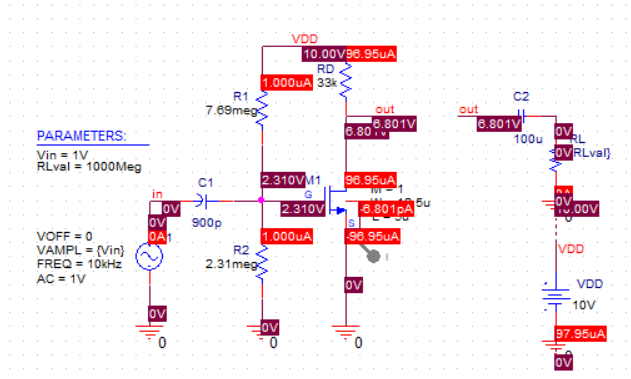 VDD
10.00V 96.95uA
RD
33k
1.000uA
R1
7.69meg
out
6.801V
PARAMETERS:
Vin = 1V
RLval = 1000Meg
2.310V M1
96.95uA
G
2.310V
-6.801pA
S
-96.95uA
I
in
C1
0V 0V
900p
0A
VOFF = 0
VAMPL = {Vin}
FREQ = 10kHz
AC = 1V
1.000uA
R2
2.31meg
0V
0V
0V
0
0
0
out
C2
6.801V
100u
0V
RL
0V
RLval}
0V
0
VDD
VDD
10V
97.95uA
0V